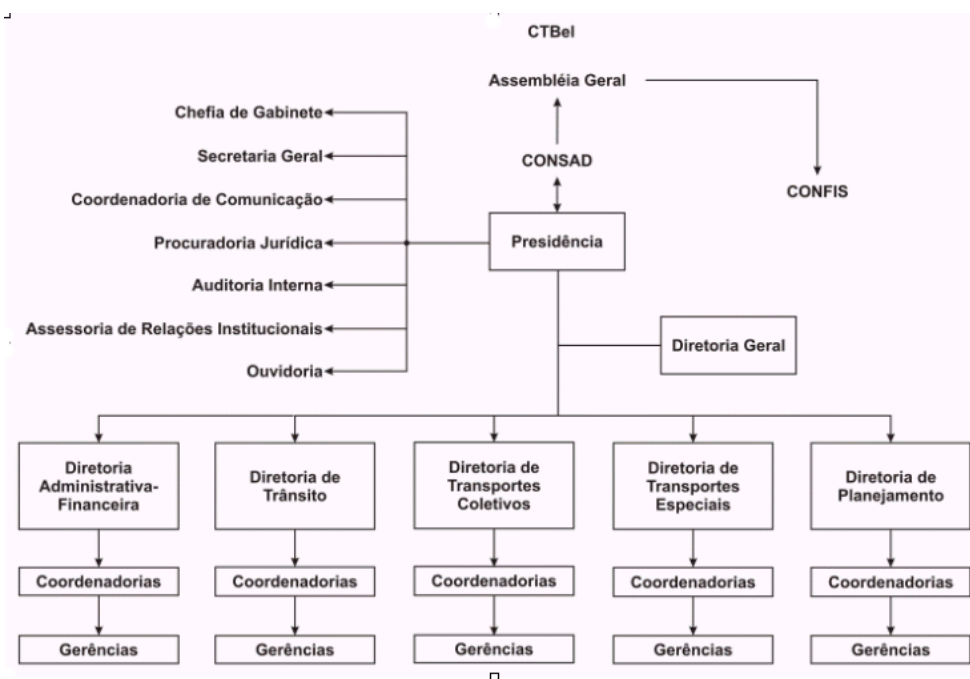 CTBel
Assembléia Geral
Chefia de Gabinete
Secretaria Geral
CONSAD
CONFIS
Coordenadoria de Comunicação
Procuradoria Jurídica
Presidência
Auditoria Interna
Assessoria de Relações Institucionais
Diretoria Geral
Ouvidoria
Diretoria
Administrativa-
Financeira
Diretoria de
Trânsito
Diretoria de
Transportes
Coletivos
Diretoria de
Transportes
Especiais
Diretoria de
Planejamento
Coordenadorias
Coordenadorias
Coordenadorias
Coordenadorias
Coordenadorias
Gerências
Gerências
Gerências
Gerências
Gerências